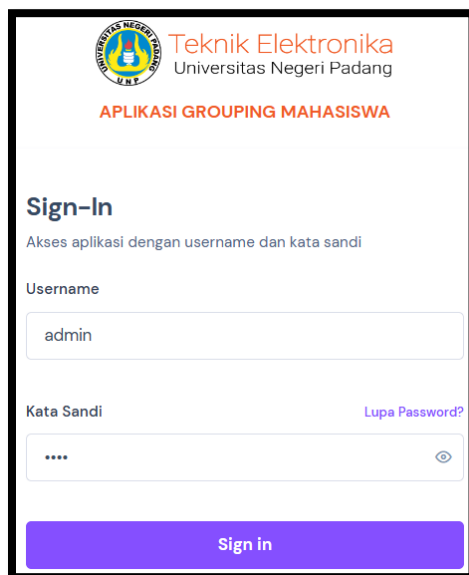 UNIVERSITAS NEGERI PADANG
UNP
Teknik Elektronika
Universitas Negeri Padang
APLIKASI GROUPING MAHASISWA
Sign-In
Akses aplikasi dengan username dan kata sandi
Username
admin
Kata Sandi
Lupa Password?
••••
Sign in